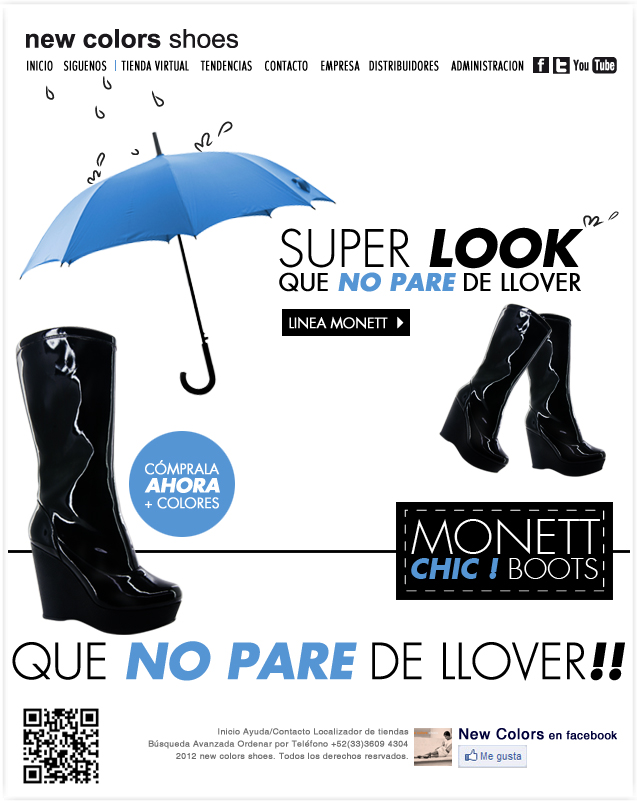 new colors shoes
INICIO SIGUENOS | TIENDA VIRTUAL TENDENCIAS CONTACTO EMPRESA DISTRIBUIDORES ADMINISTRACION f t You Tube
SUPER LOOK
QUE NO PARE DE LLOVER
LINEA MONETT
CÓMPRALA
AHORA
+ COLORES
MONETT
CHIC ! BOOTS
QUE NO PARE DE LLOVER!!
Inicio Ayuda/Contacto Localizador de tiendas
Búsqueda Avanzada Ordenar por Teléfono +52(33)3609 4304
2012 new colors shoes. Todos los derechos resrvados.
New Colors en facebook
Me gusta